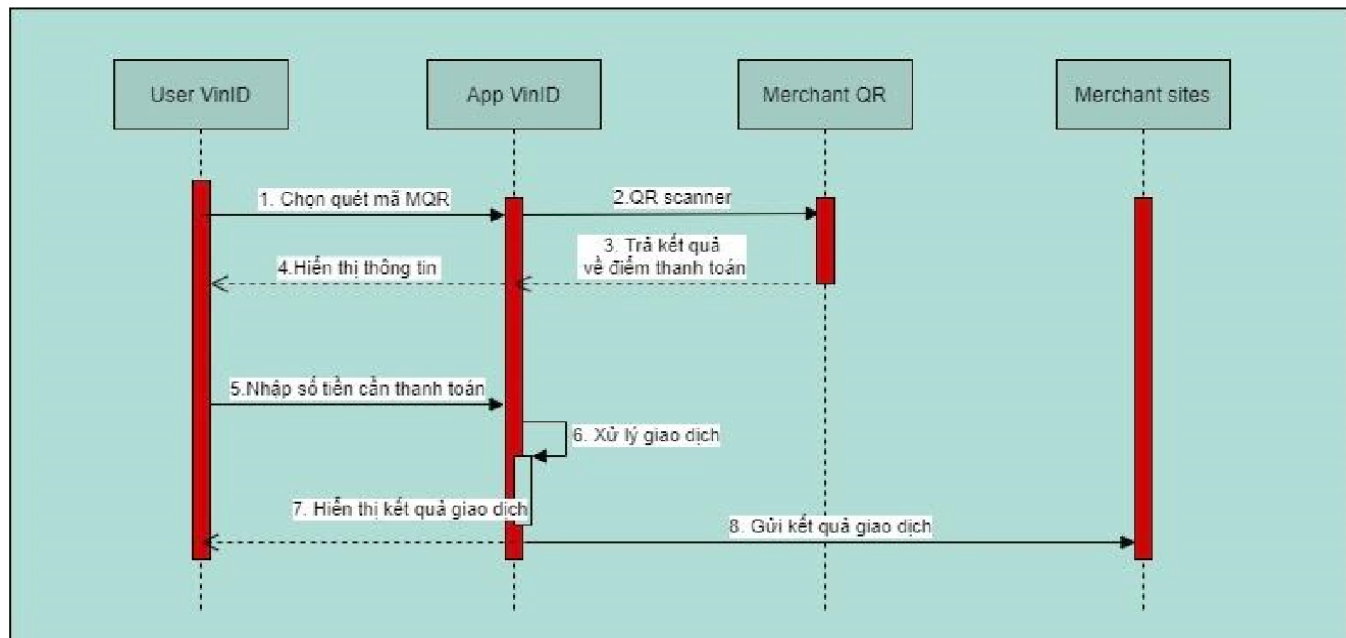 User VinID
App VinID
Merchant QR
Merchant sites
1. Chọn quét mã MQR
2.QR scanner
3. Trả kết quả
về điểm thanh toán
4.Hiển thị thông tin
5.Nhập số tiền cần thanh toán
6. Xử lý giao dịch
7. Hiển thị kết quả giao dịch
8. Gửi kết quả giao dịch